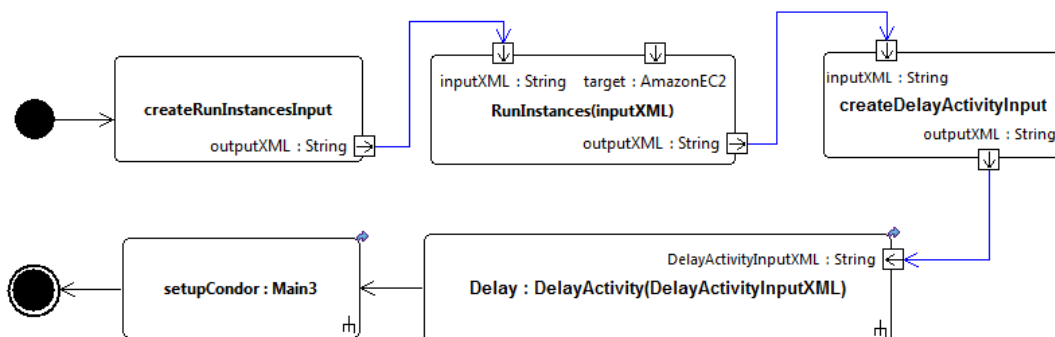 inputXML : String target : AmazonEC2
inputXML : String
createRunInstancesInput
RunInstances(inputXML)
createDelayActivityInput
outputXML : String
outputXML : String
outputXML : String
DelayActivityInputXML : String
setupCondor : Main3
Delay : DelayActivity(DelayActivityInputXML)